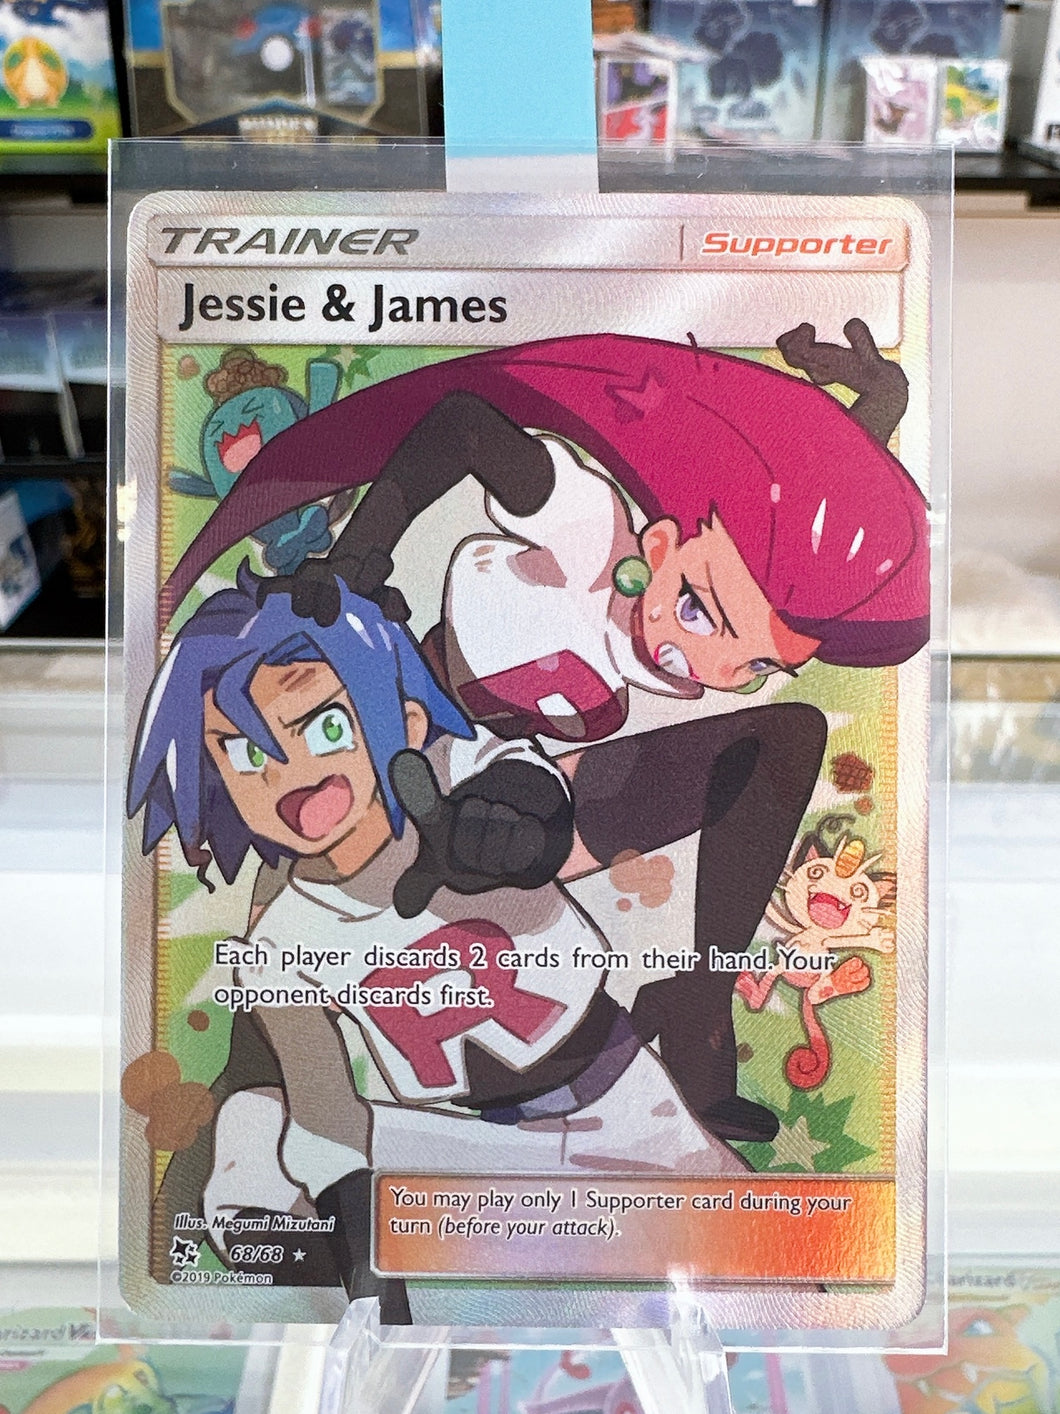 TRAINER
Supporter
Jessie & James
Each player discards 2 cards from their hand. Your
opponent discards first.
You may play only 1 Supporter card during your
turn (before your attack).
Illus. Megumi Mizutani
68/68
©2019 Pokémon